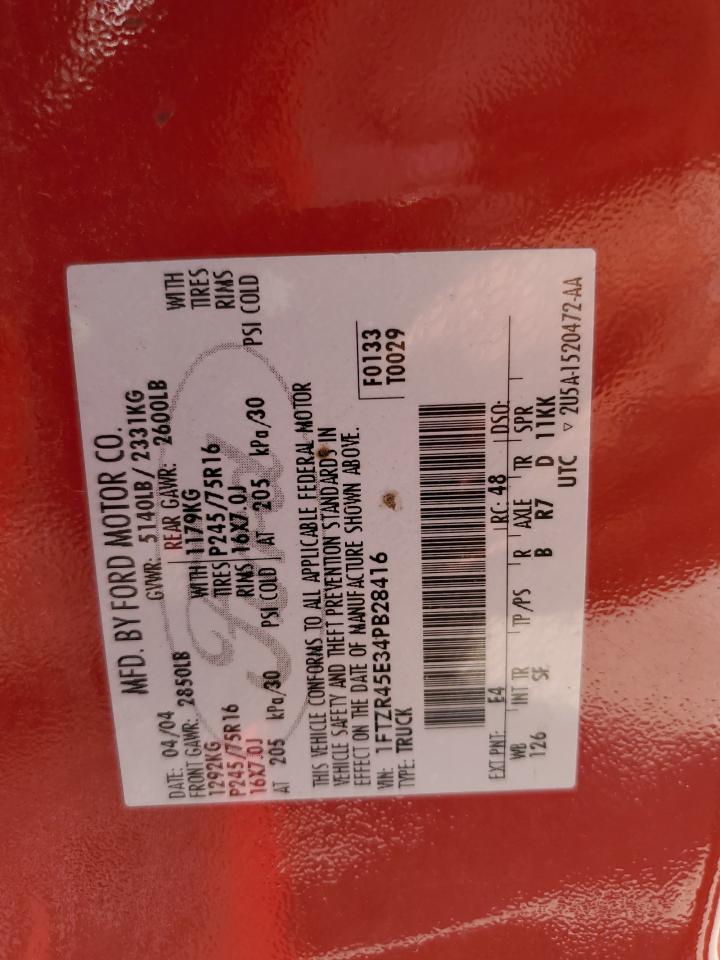 MFD. BY FORD MOTOR CO.
DATE: 04/04 GVWR: 5140LB / 2331KG
FRONT GAWR: 2850LB REAR GAWR: 2600LB
1292KG WITH 1179KG WITH
P245/75R16 TIRES P245/75R16 TIRES
16X7.0J RIMS 16X7.0J RIMS
AT 205 kPa/30 PSI COLD AT 205 kPa/30 PSI COLD
THIS VEHICLE CONFORMS TO ALL APPLICABLE FEDERAL MOTOR
VEHICLE SAFETY AND THEFT PREVENTION STANDARDS IN
EFFECT ON THE DATE OF MANUFACTURE SHOWN ABOVE.
VIN: 1FTZR45E34PB28416 F0133
TYPE: TRUCK T0029
EXT PNT: E4 RC: 48 DSO:
WB INT TR TP/PS R AXLE TR SPR
126 SE B R7 D 11KK
UTC ▽ 2U5A-1520472-AA
Ford